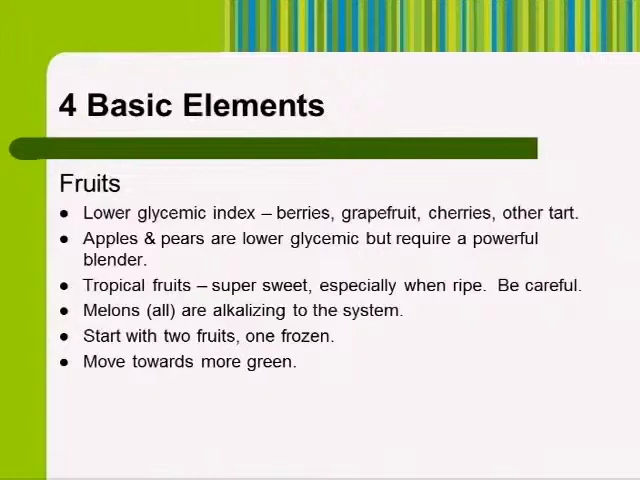 4 Basic Elements
Fruits
● Lower glycemic index – berries, grapefruit, cherries, other tart.
● Apples & pears are lower glycemic but require a powerful
blender.
● Tropical fruits – super sweet, especially when ripe.  Be careful.
● Melons (all) are alkalizing to the system.
● Start with two fruits, one frozen.
● Move towards more green.